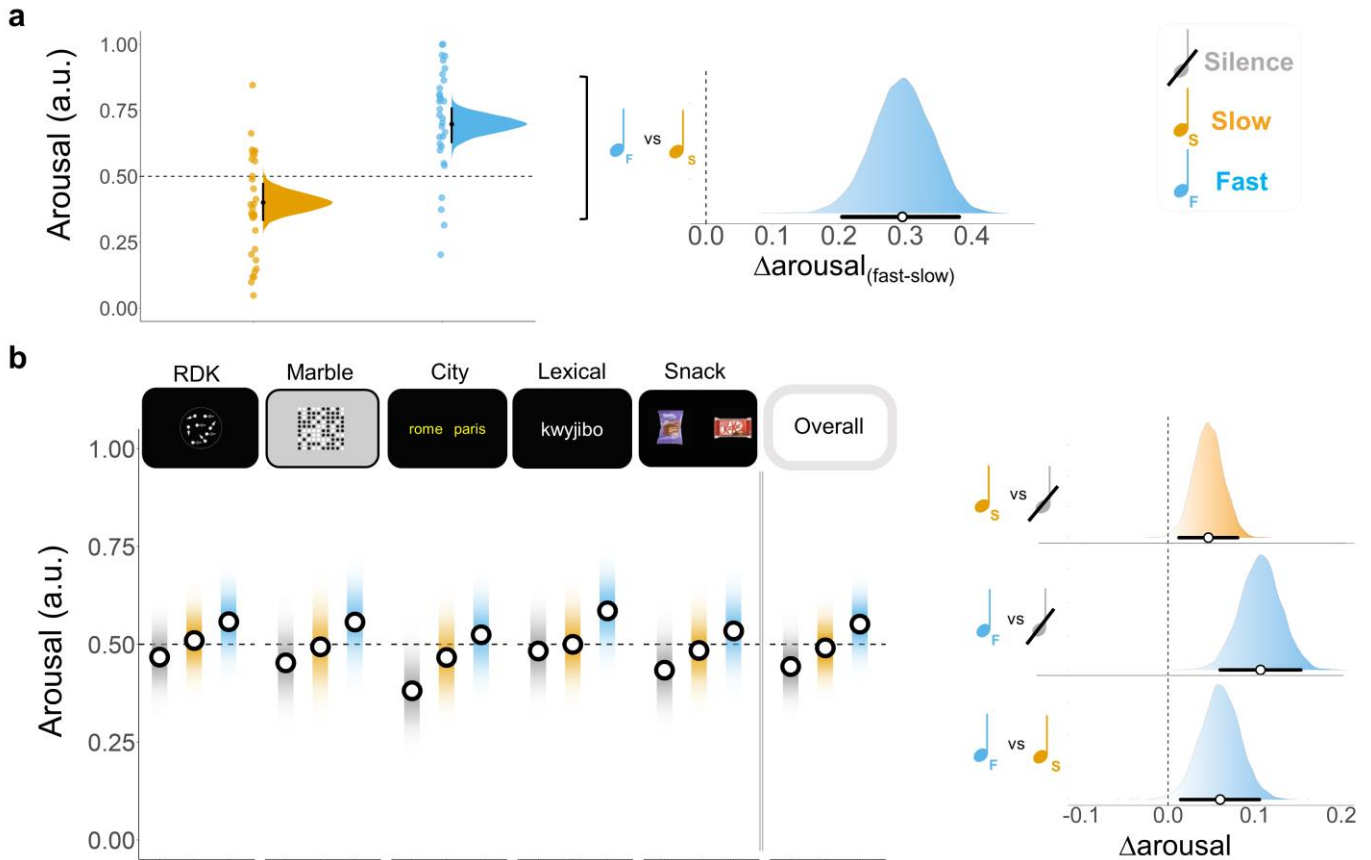 a
Arousal (a.u.)
1.00
0.75
0.50
0.25
0.00
F vs S
0.0 0.1 0.2 0.3 0.4
Δarousal(fast-slow)
Silence
S Slow
F Fast
b
RDK Marble City Lexical Snack
rome paris
kwyjibo
Overall
Arousal (a.u.)
1.00
0.75
0.50
0.25
0.00
S vs
F vs
F vs S
-0.1 0.0 0.1 0.2
Δarousal